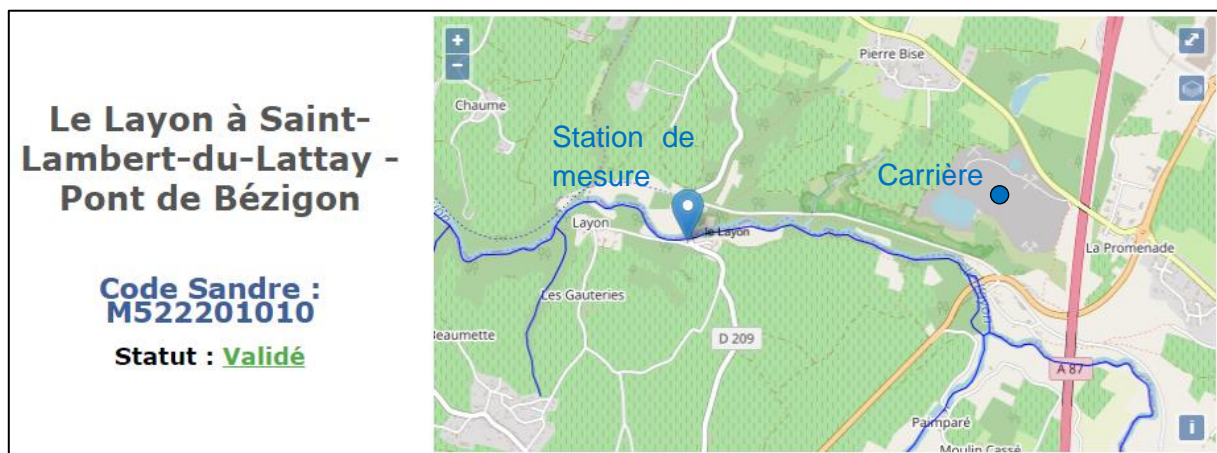 Le Layon à Saint-
Lambert-du-Lattay -
Pont de Bézigon
Code Sandre :
M522201010
Statut : Validé
+
−
Pierre Bise
Chaume
Station de
mesure
Carrière
Layon
le Layon
La Promenade
Les Gauteries
Layon
Beaumette
D 209
A 87
Paimparé
Moulin Cassé
i